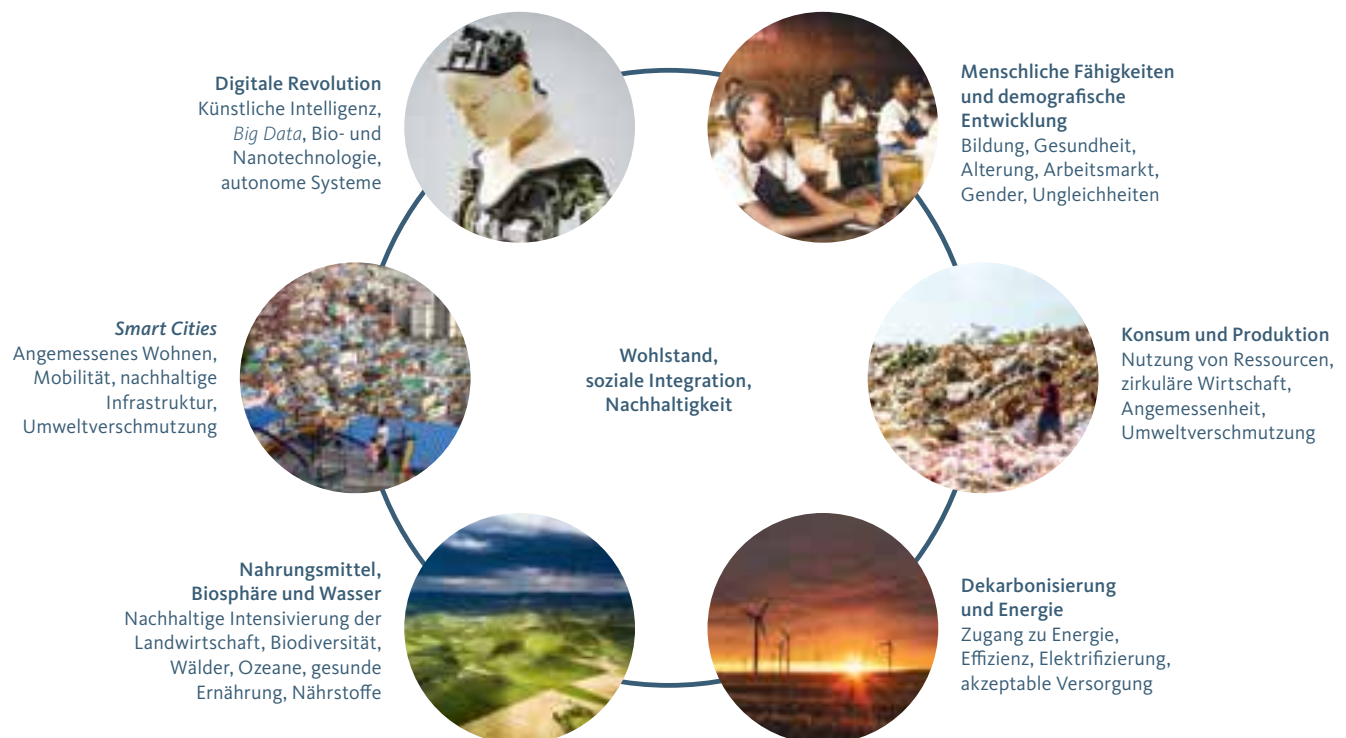 Digitale Revolution
Künstliche Intelligenz,
Big Data, Bio- und
Nanotechnologie,
autonome Systeme
Menschliche Fähigkeiten
und demografische
Entwicklung
Bildung, Gesundheit,
Alterung, Arbeitsmarkt,
Gender, Ungleichheiten
Smart Cities
Angemessenes Wohnen,
Mobilität, nachhaltige
Infrastruktur,
Umweltverschmutzung
Wohlstand,
soziale Integration,
Nachhaltigkeit
Konsum und Produktion
Nutzung von Ressourcen,
zirkuläre Wirtschaft,
Angemessenheit,
Umweltverschmutzung
Nahrungsmittel,
Biosphäre und Wasser
Nachhaltige Intensivierung der
Landwirtschaft, Biodiversität,
Wälder, Ozeane, gesunde
Ernährung, Nährstoffe
Dekarbonisierung
und Energie
Zugang zu Energie,
Effizienz, Elektrifizierung,
akzeptable Versorgung